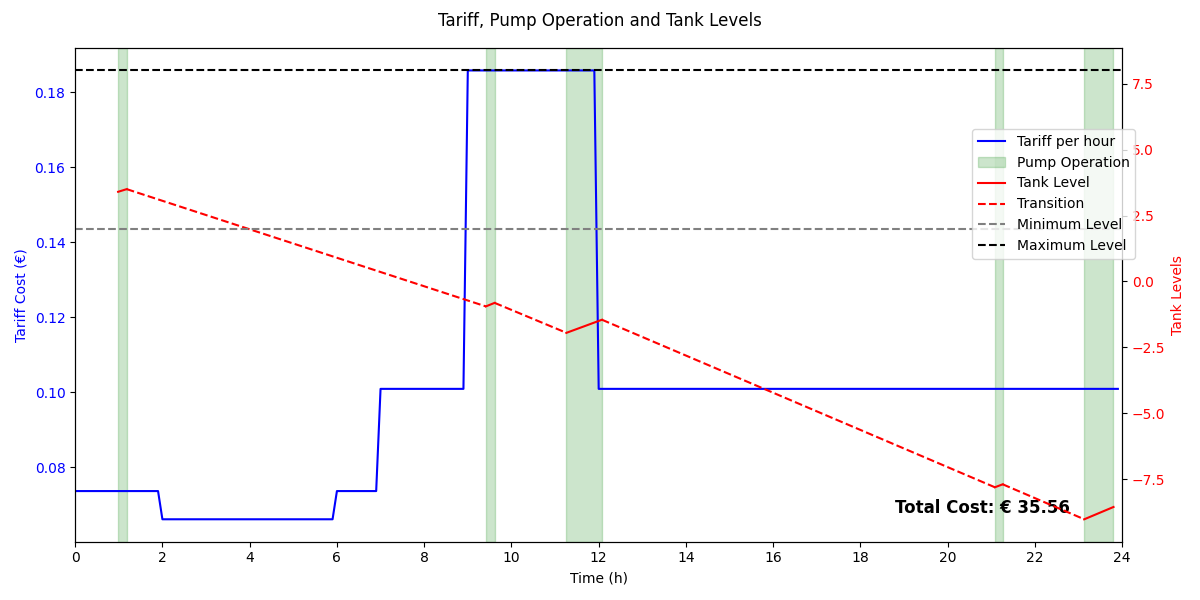 Tariff, Pump Operation and Tank Levels
0.18
0.16
0.14
0.12
0.10
0.08
Tariff Cost (€)
7.5
5.0
2.5
0.0
−2.5
−5.0
−7.5
Tank Levels
Tariff per hour
Pump Operation
Tank Level
Transition
Minimum Level
Maximum Level
Total Cost: € 35.56
0 2 4 6 8 10 12 14 16 18 20 22 24
Time (h)